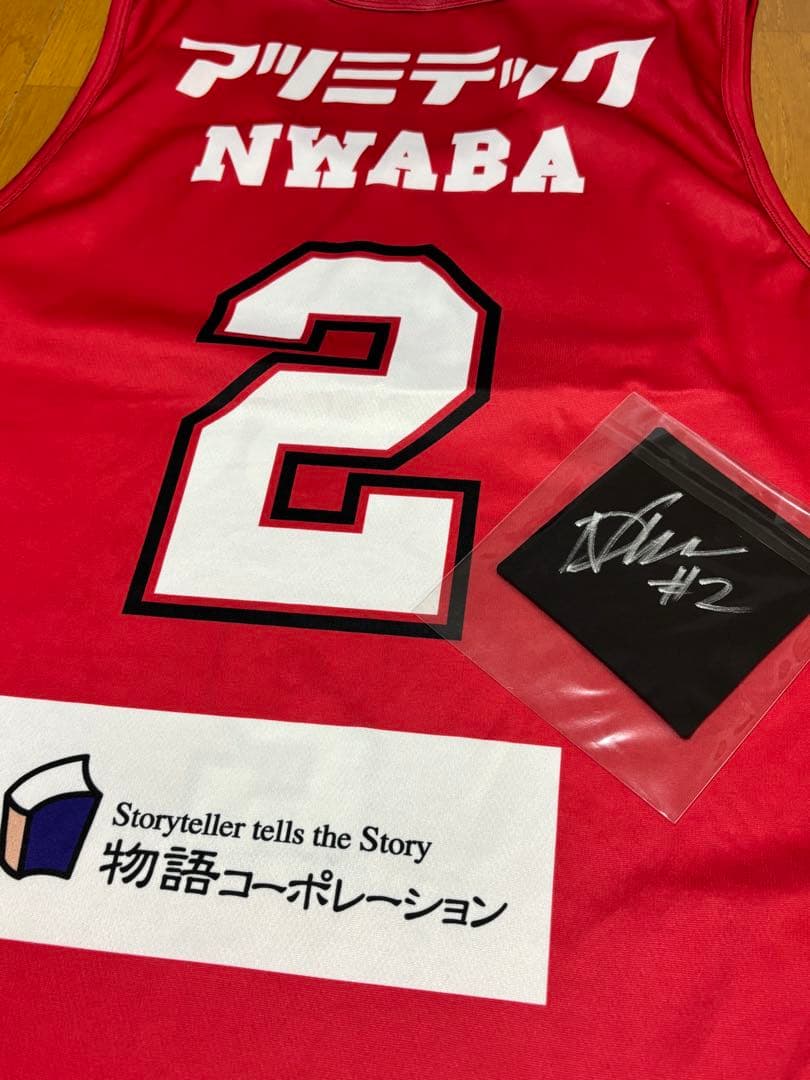 アツミテック
NWABA
2
#2
Storyteller tells the Story
物語コーポレーション